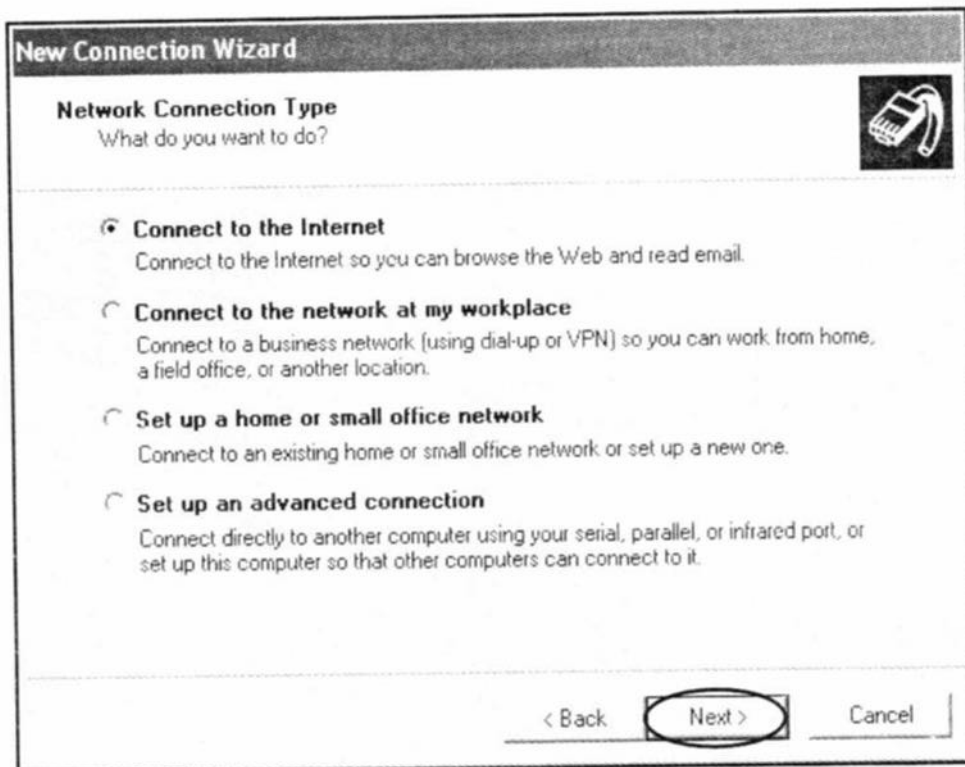 New Connection Wizard
Network Connection Type
What do you want to do?
Connect to the Internet
Connect to the Internet so you can browse the Web and read email.
Connect to the network at my workplace
Connect to a business network (using dial-up or VPN) so you can work from home,
a field office, or another location.
Set up a home or small office network
Connect to an existing home or small office network or set up a new one.
Set up an advanced connection
Connect directly to another computer using your serial, parallel, or infrared port, or
set up this computer so that other computers can connect to it.
< Back Next > Cancel